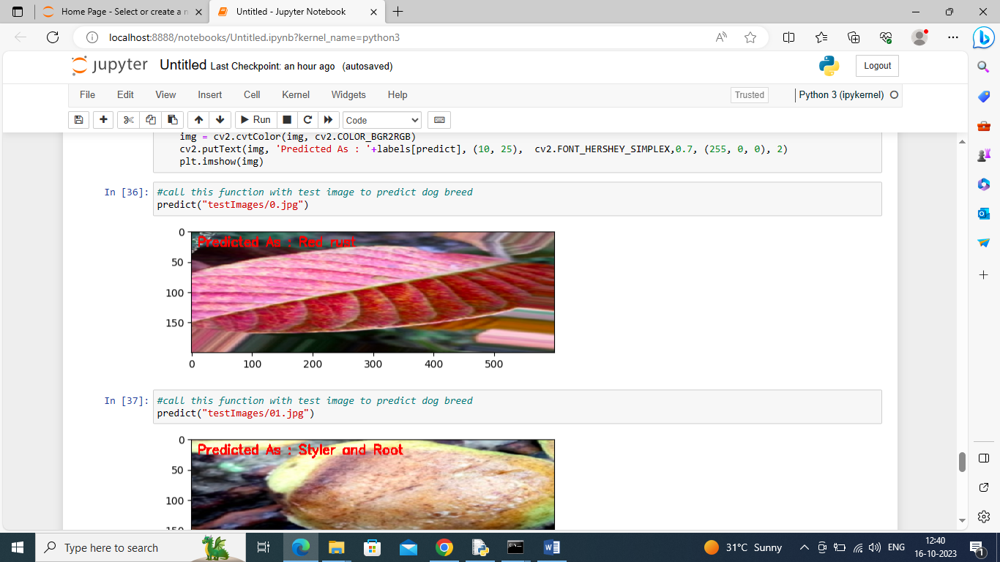 Home Page - Select or create a n
Untitled - Jupyter Notebook
localhost:8888/notebooks/Untitled.ipynb?kernel_name=python3
jupyter Untitled Last Checkpoint: an hour ago (autosaved)
Logout
File Edit View Insert Cell Kernel Widgets Help
Trusted
Python 3 (ipykernel)
Run
Code
img = cv2.cvtColor(img, cv2.COLOR_BGR2RGB)
cv2.putText(img, 'Predicted As : '+labels[predict], (10, 25),  cv2.FONT_HERSHEY_SIMPLEX,0.7, (255, 0, 0), 2)
plt.imshow(img)
In [36]:
#call this function with test image to predict dog breed
predict("testImages/0.jpg")
Predicted As : Red rust
0
50
100
150
0 100 200 300 400 500
In [37]:
#call this function with test image to predict dog breed
predict("testImages/01.jpg")
Predicted As : Styler and Root
0
50
100
150
Type here to search
31°C Sunny
ENG
12:40
16-10-2023
1